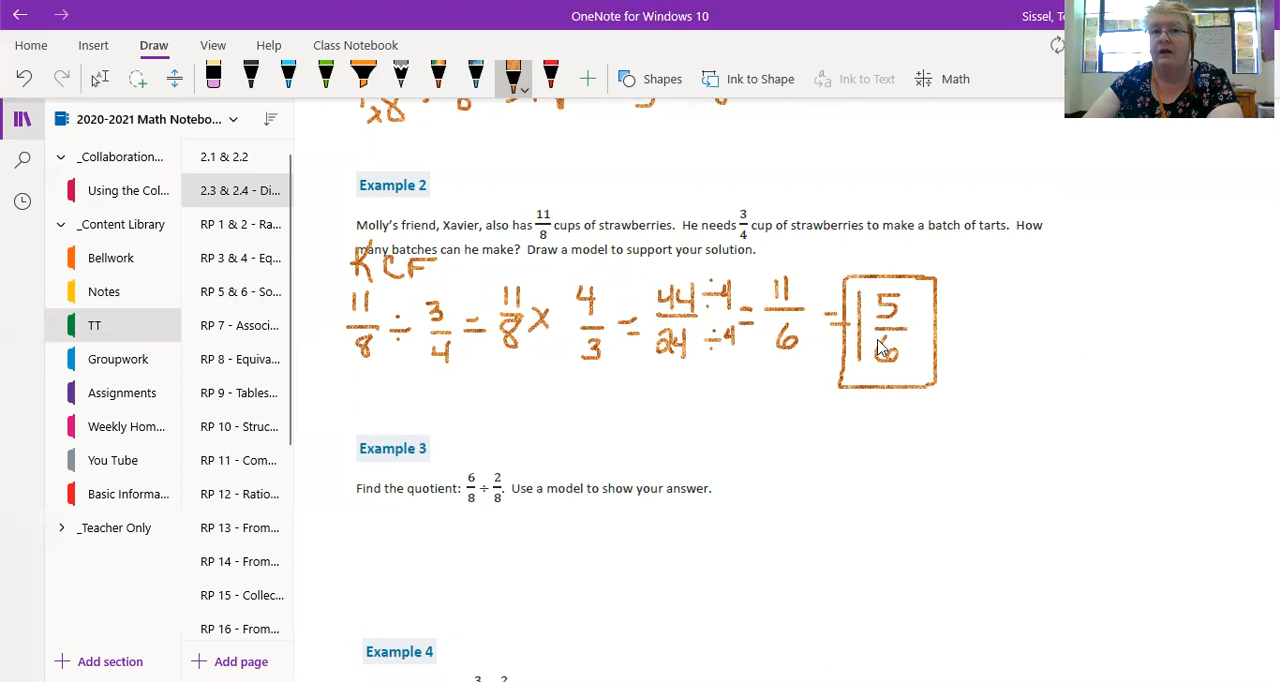 OneNote for Windows 10
Sissel, T
Home Insert Draw View Help Class Notebook
Shapes Ink to Shape Ink to Text Math
2020-2021 Math Notebo...
_Collaboration...
Using the Col...
_Content Library
Bellwork
Notes
TT
Groupwork
Assignments
Weekly Hom...
You Tube
Basic Informa...
_Teacher Only
Add section
2.1 & 2.2
2.3 & 2.4 - Di...
RP 1 & 2 - Ra...
RP 3 & 4 - Eq...
RP 5 & 6 - So...
RP 7 - Associ...
RP 8 - Equiva...
RP 9 - Tables...
RP 10 - Struc...
RP 11 - Com...
RP 12 - Ratio...
RP 13 - From...
RP 14 - From...
RP 15 - Collec...
RP 16 - From...
Add page
Example 2
Molly's friend, Xavier, also has 11/8 cups of strawberries. He needs 3/4 cup of strawberries to make a batch of tarts. How
many batches can he make? Draw a model to support your solution.
KCF
11/8 ÷ 3/4 = 11/8 x 4/3 = 44÷4/24÷4 = 11/6 = 1 5/6
Example 3
Find the quotient: 6/8 ÷ 2/8. Use a model to show your answer.
Example 4